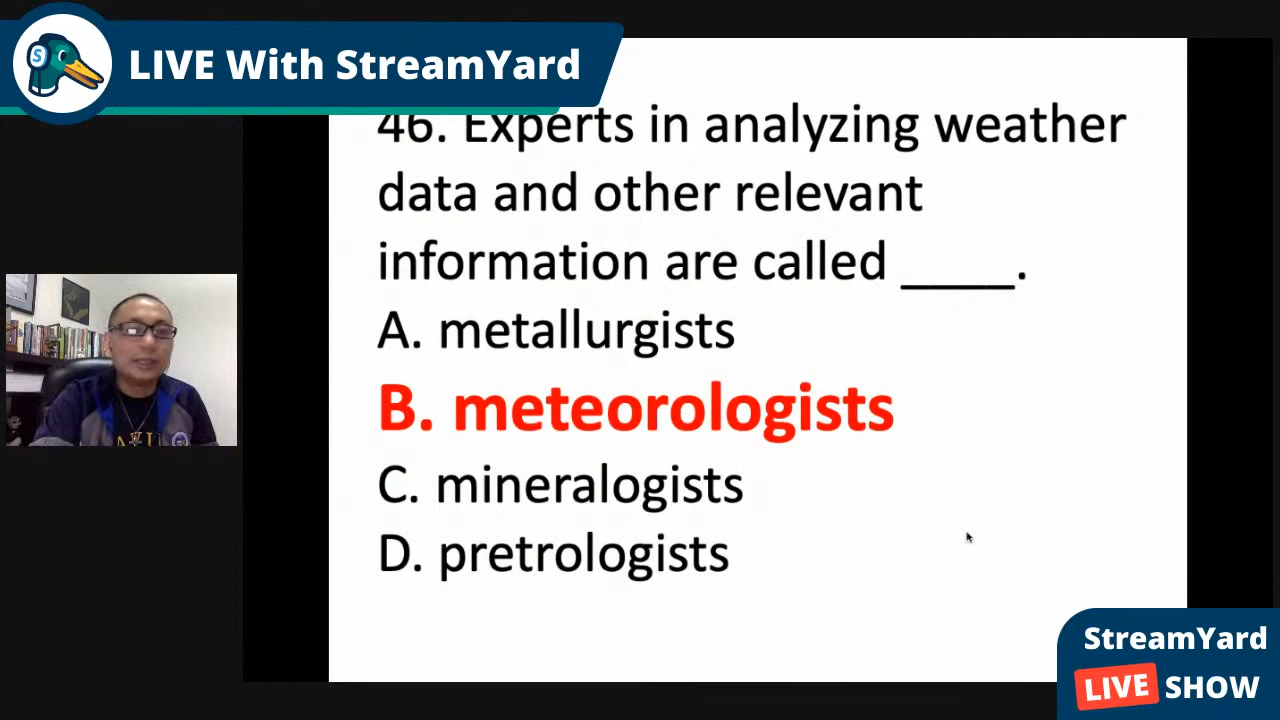 LIVE With StreamYard
46. Experts in analyzing weather
data and other relevant
information are called ____.
A. metallurgists
B. meteorologists
C. mineralogists
D. pretrologists
StreamYard
LIVE SHOW